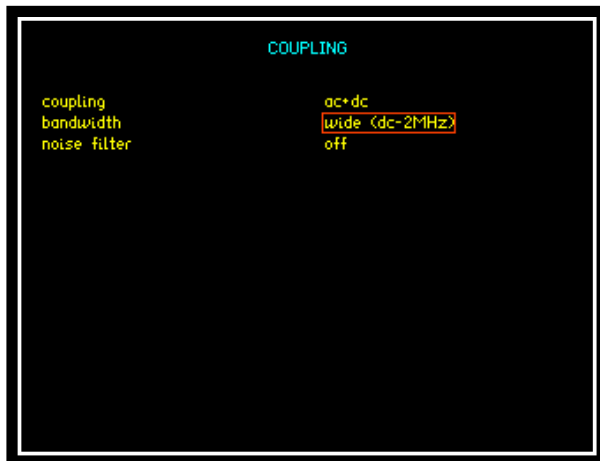 COUPLING
coupling ac+dc
bandwidth wide (dc-2MHz)
noise filter off